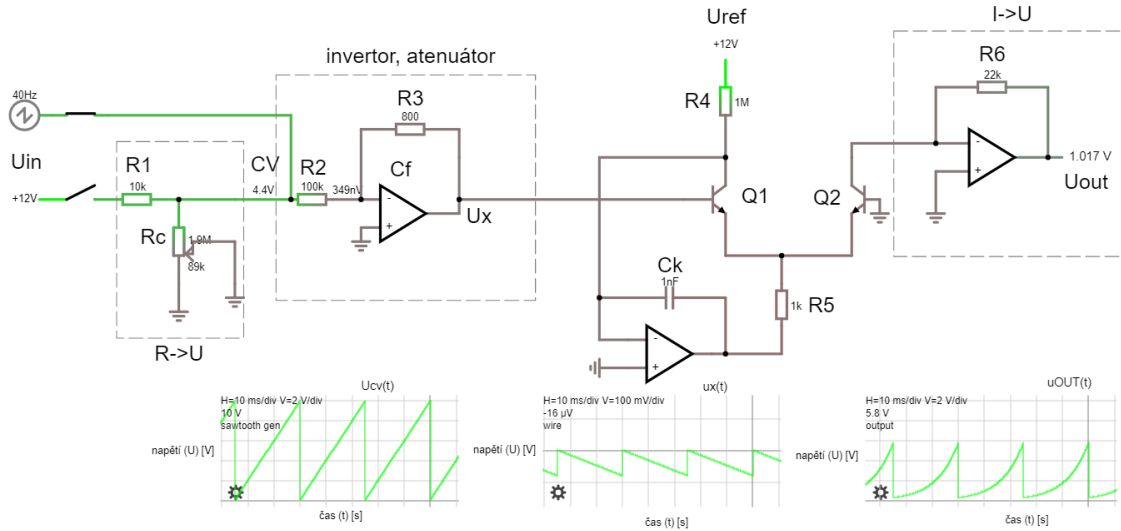 I->U
Uref
+12V
invertor, atenuátor
R6
22k
40Hz
R3
800
R4
1M
Uin
R1
10k
CV
4.4V
R2
100k
349nV
Cf
-
+
Ux
Q1
Q2
-
+
1.017 V
Uout
+12V
Rc
1.9M
89k
Ck
1nF
1k
R5
-
+
R->U
Ucv(t)
H=10 ms/div V=2 V/div
10 V
sawtooth gen
napětí (U) [V]
čas (t) [s]
ux(t)
H=10 ms/div V=100 mV/div
-16 µV
wire
napětí (U) [V]
čas (t) [s]
uOUT(t)
H=10 ms/div V=2 V/div
5.8 V
output
napětí (U) [V]
čas (t) [s]